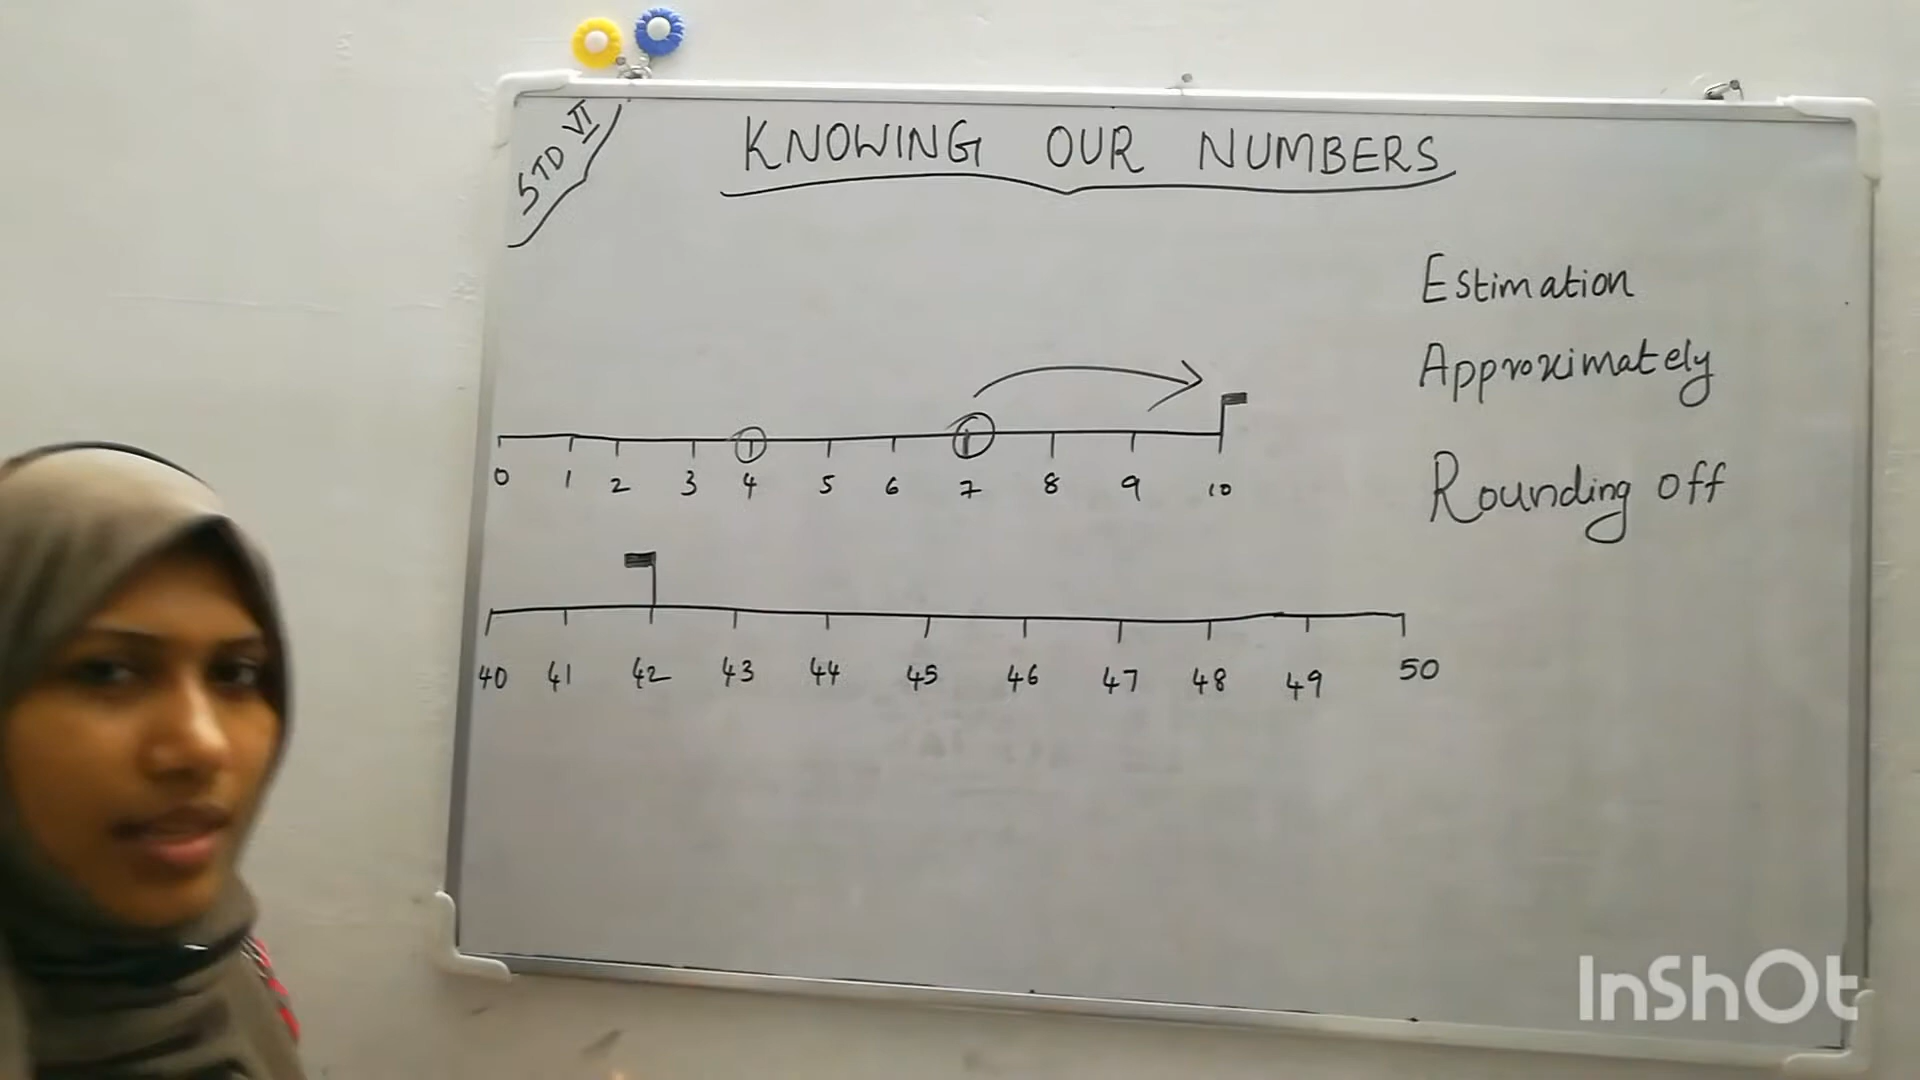 STD VI
KNOWING OUR NUMBERS
Estimation
Approximately
Rounding off
0 1 2 3 4 5 6 7 8 9 10
40 41 42 43 44 45 46 47 48 49 50
InShOt